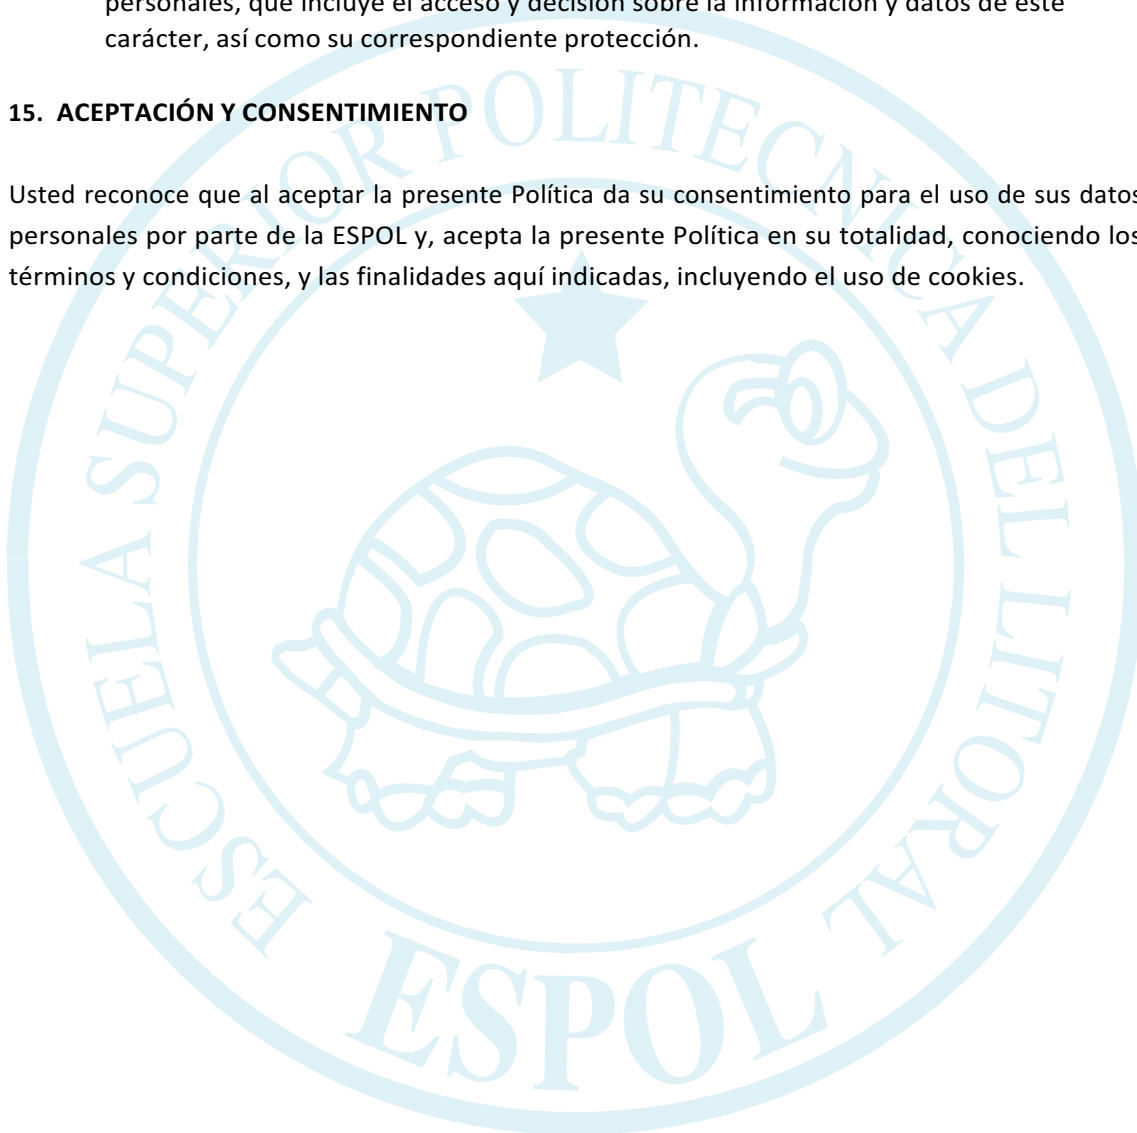 personales, que incluye el acceso y decisión sobre la información y datos de este
carácter, así como su correspondiente protección.
15. ACEPTACIÓN Y CONSENTIMIENTO
Usted reconoce que al aceptar la presente Política da su consentimiento para el uso de sus datos
personales por parte de la ESPOL y, acepta la presente Política en su totalidad, conociendo los
términos y condiciones, y las finalidades aquí indicadas, incluyendo el uso de cookies.
ESCUELA SUPERIOR POLITECNICA DEL LITORAL
ESPOL